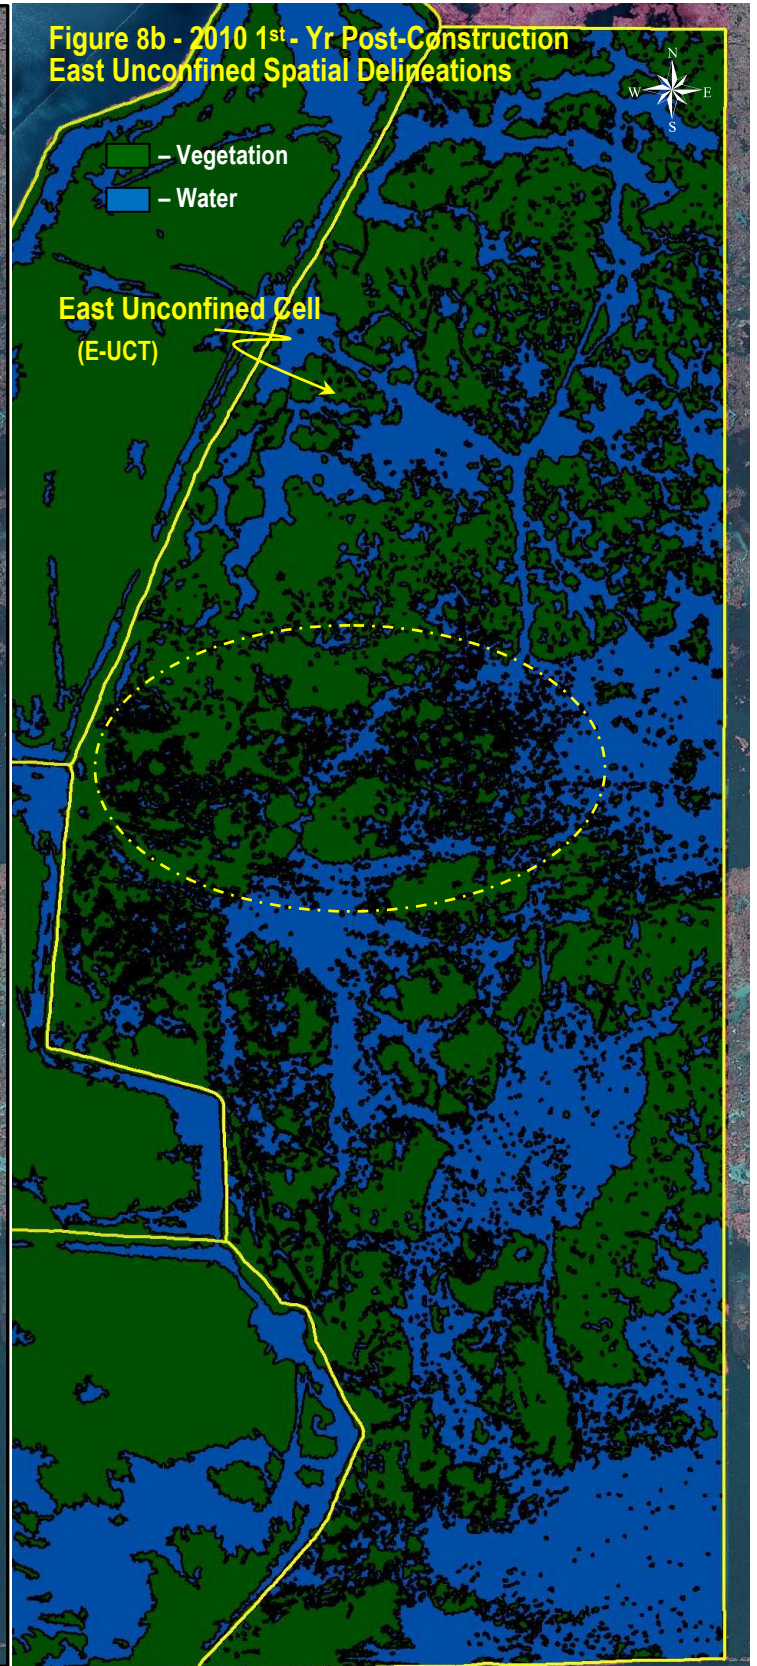 Figure 8b - 2010 1st - Yr Post-Construction
East Unconfined Spatial Delineations
N
W E
S
– Vegetation
– Water
East Unconfined Cell
(E-UCT)